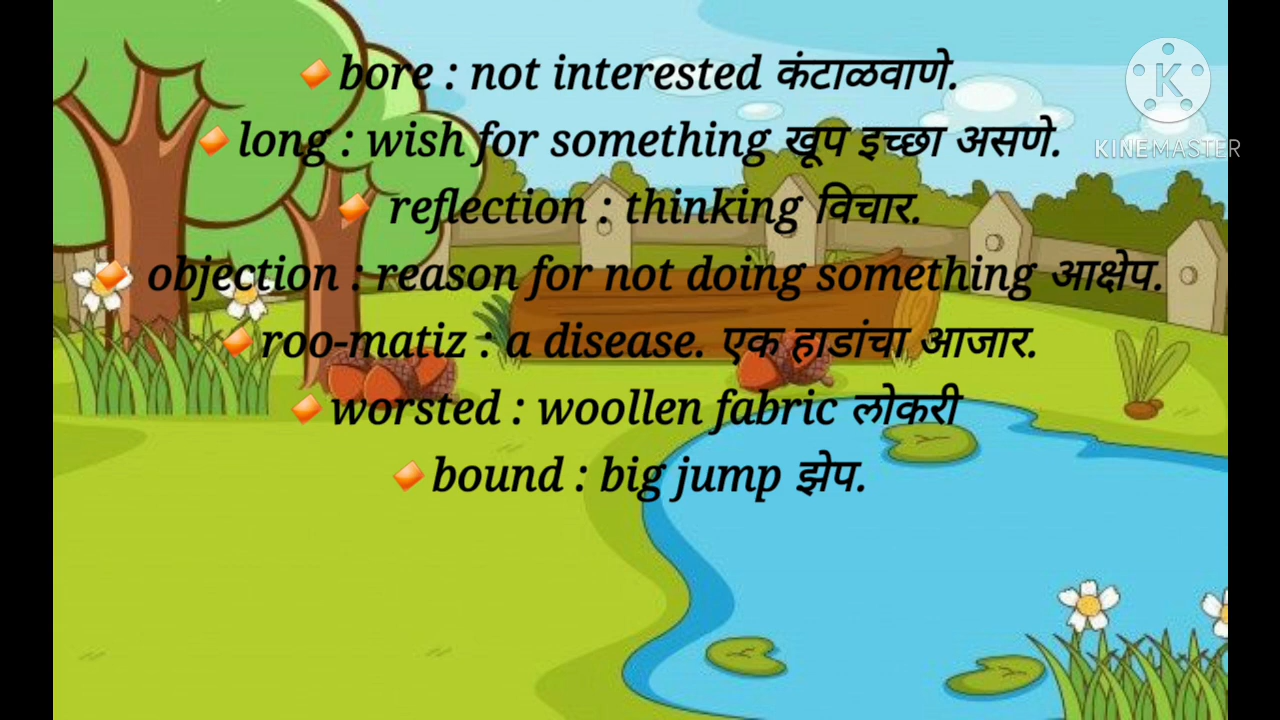 bore : not interested कंटाळवाणे.
long : wish for something खूप इच्छा असणे.
reflection : thinking विचार.
objection : reason for not doing something आक्षेप.
roo-matiz : a disease. एक हाडांचा आजार.
worsted : woollen fabric लोकरी
bound : big jump झेप.
K
KINEMASTER